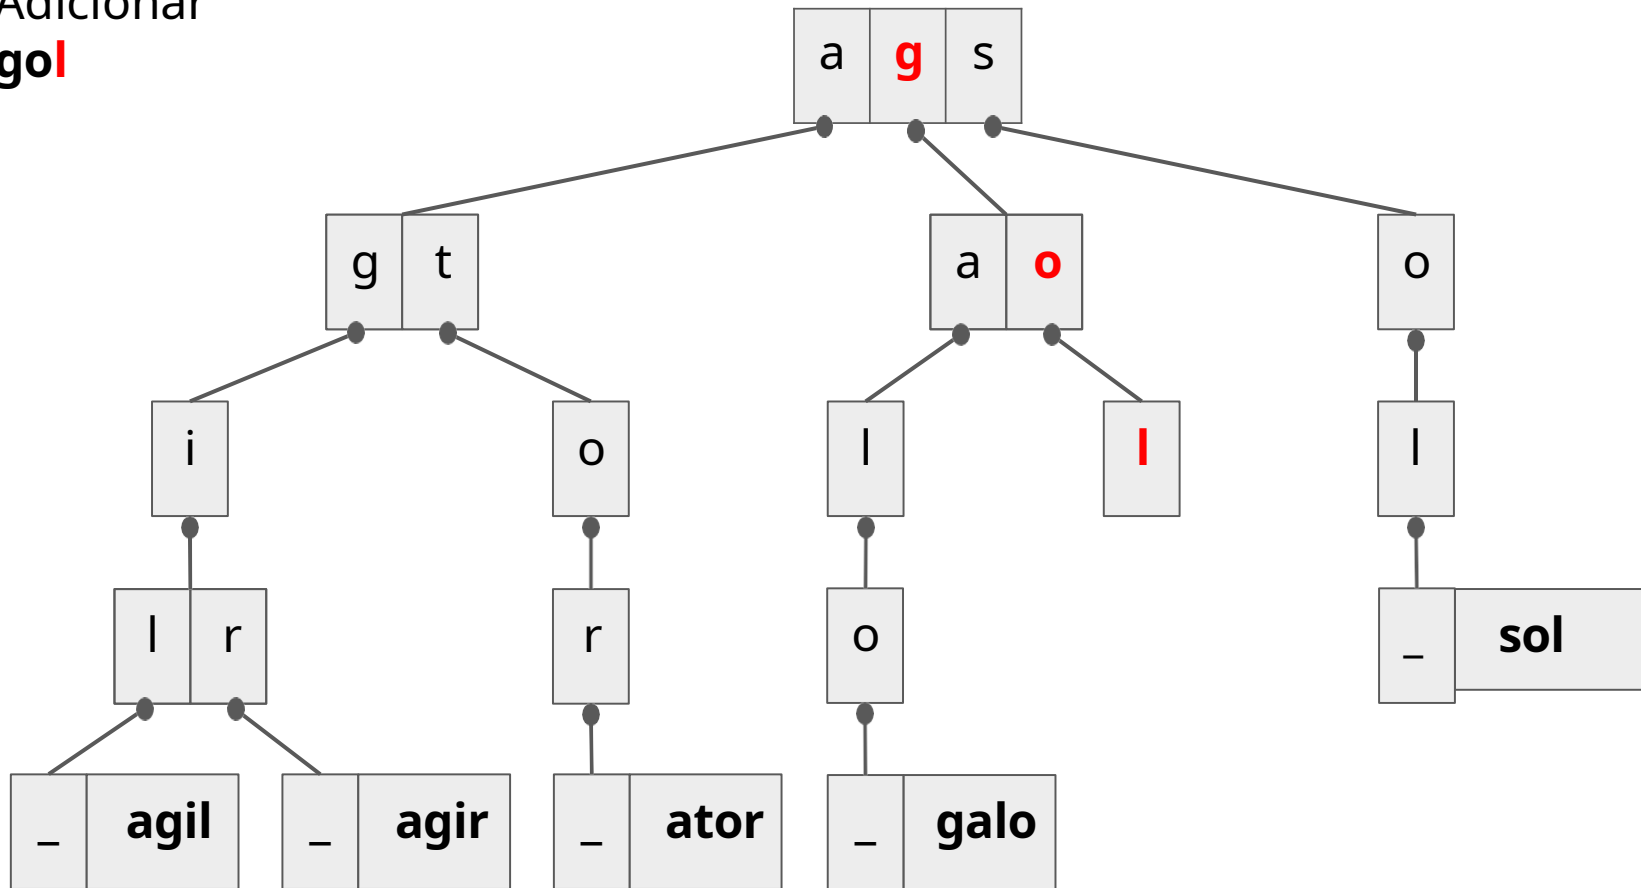 Adicionar
gol
a g s
g t
a o
o
i
o
l
l
l
l r
r
o
_ sol
_ agil
_ agir
_ ator
_ galo